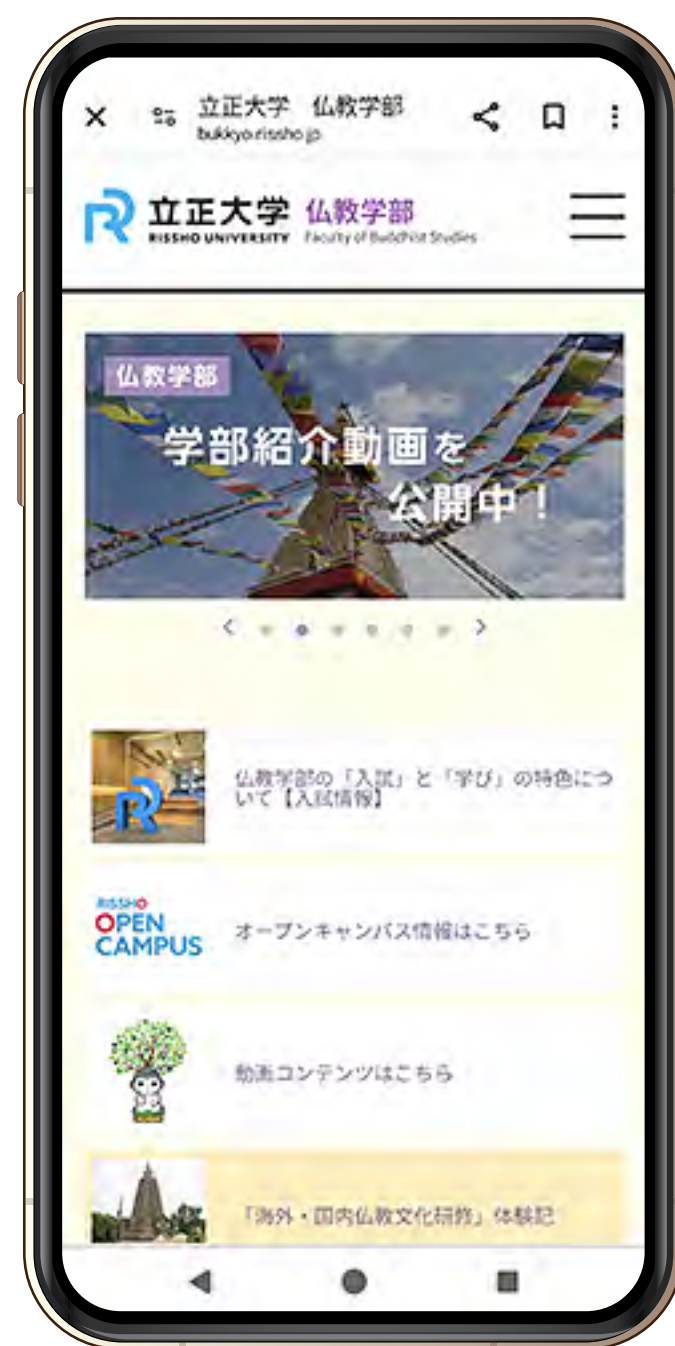 立正大学　仏教学部
bukkyo.rissho.jp
立正大学 仏教学部
RISSHO UNIVERSITY Faculty of Buddhist Studies
仏教学部
学部紹介動画を
公開中！
仏教学部の「入試」と「学び」の特色につ
いて【入試情報】
RISSHO
OPEN
CAMPUS
オープンキャンパス情報はこちら
動画コンテンツはこちら
「海外・国内仏教文化研修」体験記